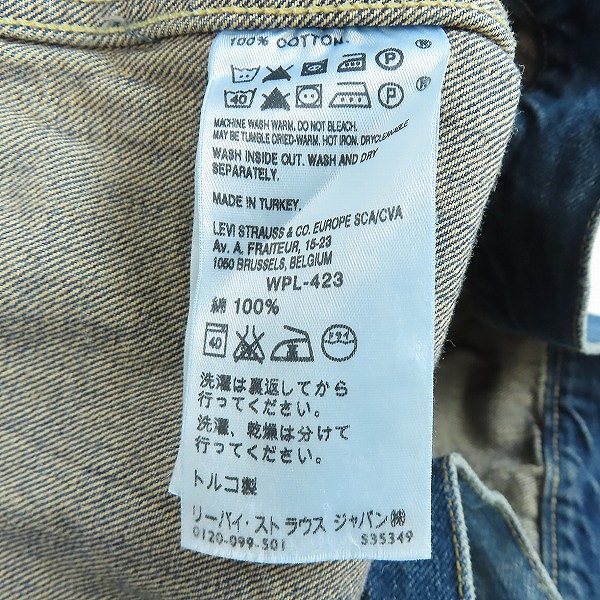 100% COTTON.
®
P
40
P
®
MACHINE WASH WARM. DO NOT BLEACH.
MAY BE TUMBLE DRIED-WARM. HOT IRON. DRYCLEANABLE
WASH INSIDE OUT. WASH AND DRY
SEPARATELY.
MADE IN TURKEY.
LEVI STRAUSS & CO. EUROPE SCA/CVA
Av. A. FRAITEUR, 15-23
1050 BRUSSELS, BELGIUM
WPL-423
綿 100%
40 ドライ
洗濯は裏返してから
行ってください。
洗濯、乾燥は分けて
行ってください。
トルコ製
リーバイ・ストラウス ジャパン㈱
0120-099-501 S35349